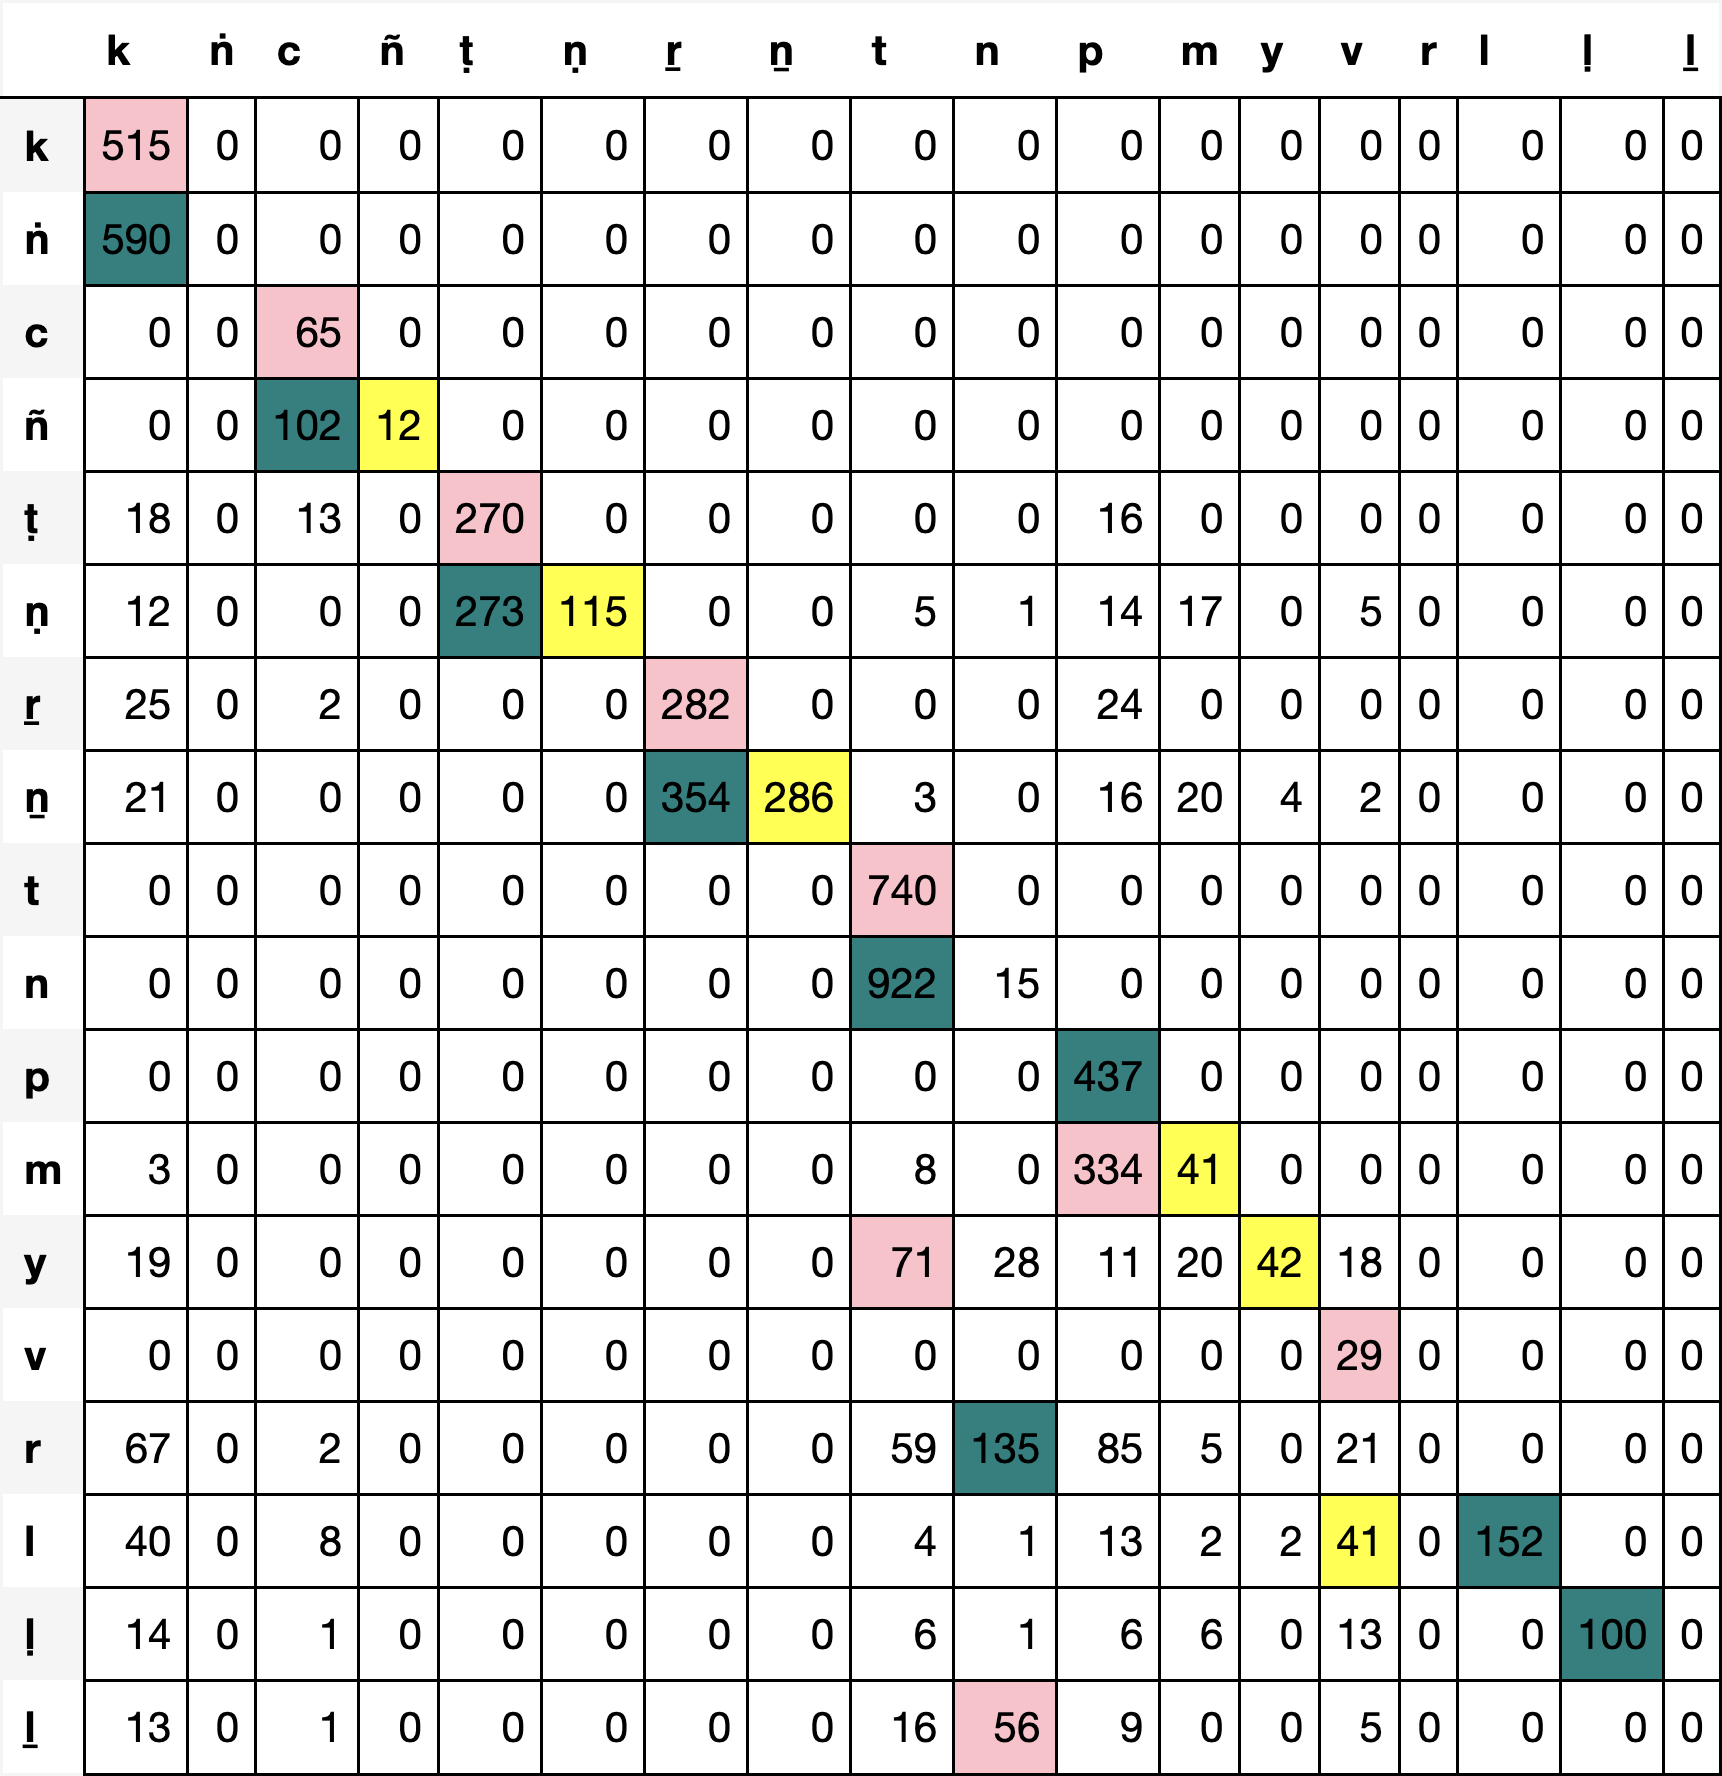 k ṅ c ñ ṭ ṇ ṟ ṉ t n p m y v r l ḷ ḻ
k 515 0 0 0 0 0 0 0 0 0 0 0 0 0 0 0 0 0
ṅ 590 0 0 0 0 0 0 0 0 0 0 0 0 0 0 0 0 0
c 0 0 65 0 0 0 0 0 0 0 0 0 0 0 0 0 0 0
ñ 0 0 102 12 0 0 0 0 0 0 0 0 0 0 0 0 0 0
ṭ 18 0 13 0 270 0 0 0 0 0 16 0 0 0 0 0 0 0
ṇ 12 0 0 0 273 115 0 0 5 1 14 17 0 5 0 0 0 0
ṟ 25 0 2 0 0 0 282 0 0 0 24 0 0 0 0 0 0 0
ṉ 21 0 0 0 0 0 354 286 3 0 16 20 4 2 0 0 0 0
t 0 0 0 0 0 0 0 0 740 0 0 0 0 0 0 0 0 0
n 0 0 0 0 0 0 0 0 922 15 0 0 0 0 0 0 0 0
p 0 0 0 0 0 0 0 0 0 0 437 0 0 0 0 0 0 0
m 3 0 0 0 0 0 0 0 8 0 334 41 0 0 0 0 0 0
y 19 0 0 0 0 0 0 0 71 28 11 20 42 18 0 0 0 0
v 0 0 0 0 0 0 0 0 0 0 0 0 0 29 0 0 0 0
r 67 0 2 0 0 0 0 0 59 135 85 5 0 21 0 0 0 0
l 40 0 8 0 0 0 0 0 4 1 13 2 2 41 0 152 0 0
ḷ 14 0 1 0 0 0 0 0 6 1 6 6 0 13 0 0 100 0
ḻ 13 0 1 0 0 0 0 0 16 56 9 0 0 5 0 0 0 0